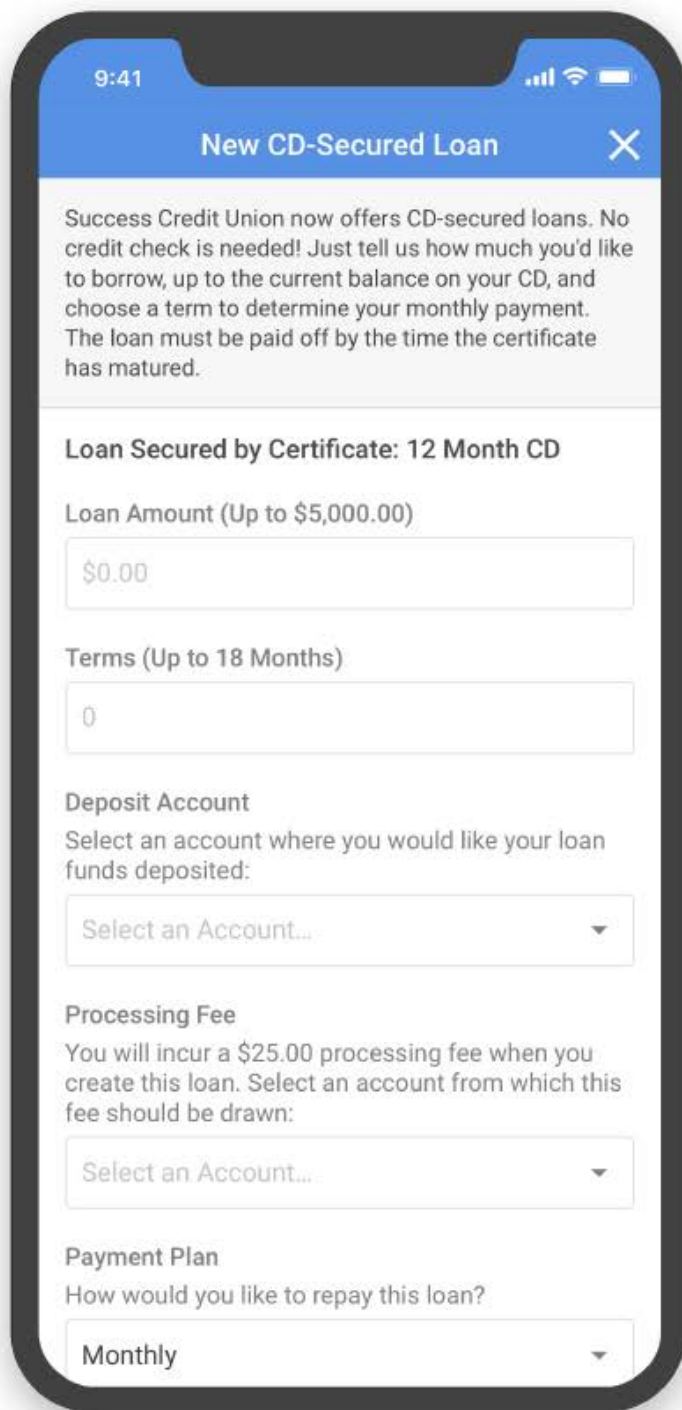 9:41
New CD-Secured Loan
Success Credit Union now offers CD-secured loans. No
credit check is needed! Just tell us how much you'd like
to borrow, up to the current balance on your CD, and
choose a term to determine your monthly payment.
The loan must be paid off by the time the certificate
has matured.
Loan Secured by Certificate: 12 Month CD
Loan Amount (Up to $5,000.00)
$0.00
Terms (Up to 18 Months)
0
Deposit Account
Select an account where you would like your loan
funds deposited:
Select an Account...
Processing Fee
You will incur a $25.00 processing fee when you
create this loan. Select an account from which this
fee should be drawn:
Select an Account...
Payment Plan
How would you like to repay this loan?
Monthly